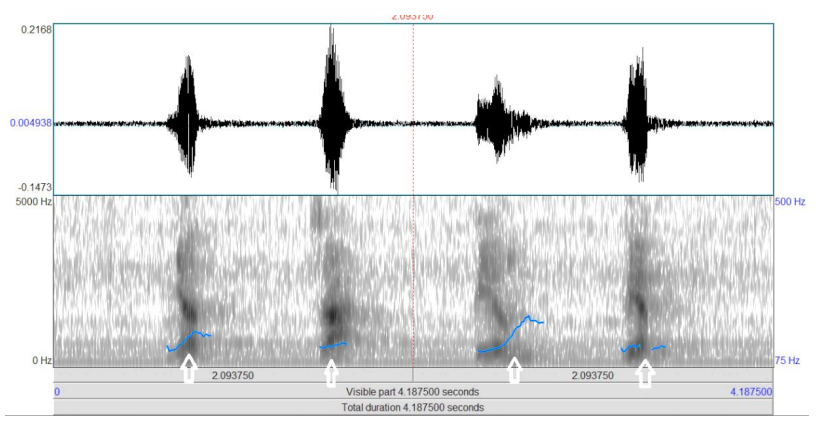 2.093750
0.2168
0.004938
-0.1473
5000 Hz 500 Hz
0 Hz 75 Hz
2.093750 2.093750
0 Visible part 4.187500 seconds 4.187500
Total duration 4.187500 seconds